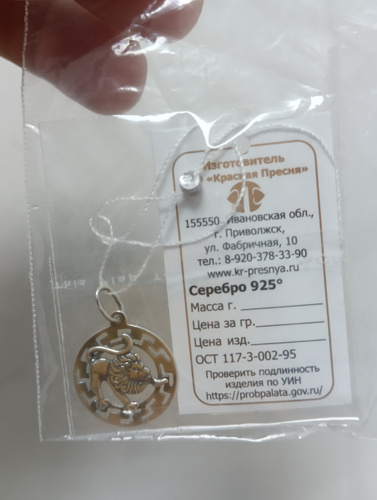 Изготовитель
«Красная Пресня»
155550 Ивановская обл.,
г. Приволжск,
ул. Фабричная, 10
тел.: 8-920-378-33-90
www.kr-presnya.ru
Серебро 925°
Масса г.
Цена за гр.
Цена изд.
ОСТ 117-3-002-95
Проверить подлинность
изделия по УИН
https://probpalata.gov.ru/